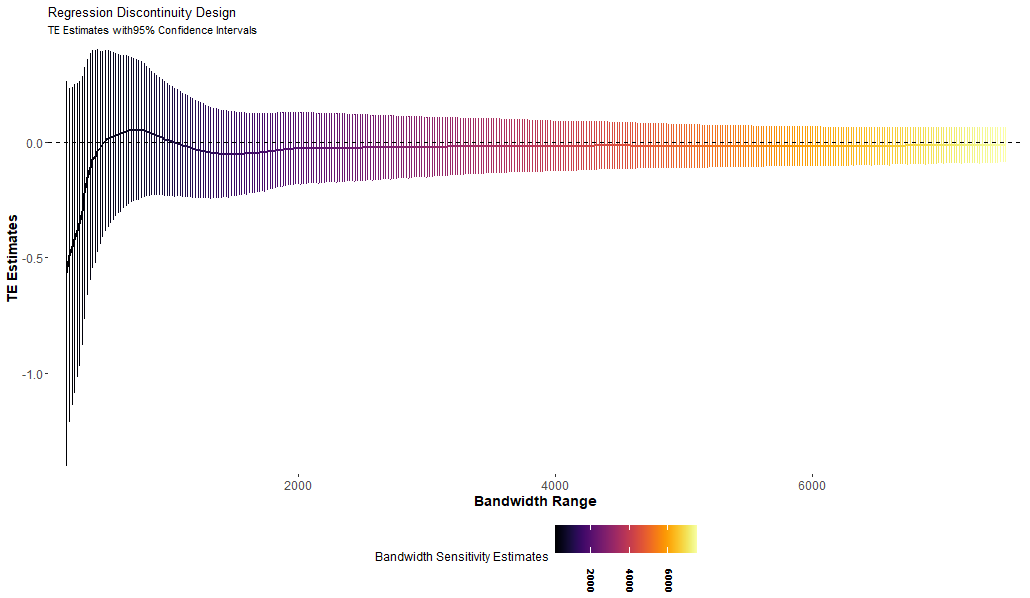 Regression Discontinuity Design
TE Estimates with95% Confidence Intervals
TE Estimates
0.0
-0.5
-1.0
2000 4000 6000
Bandwidth Range
Bandwidth Sensitivity Estimates
2000 4000 6000